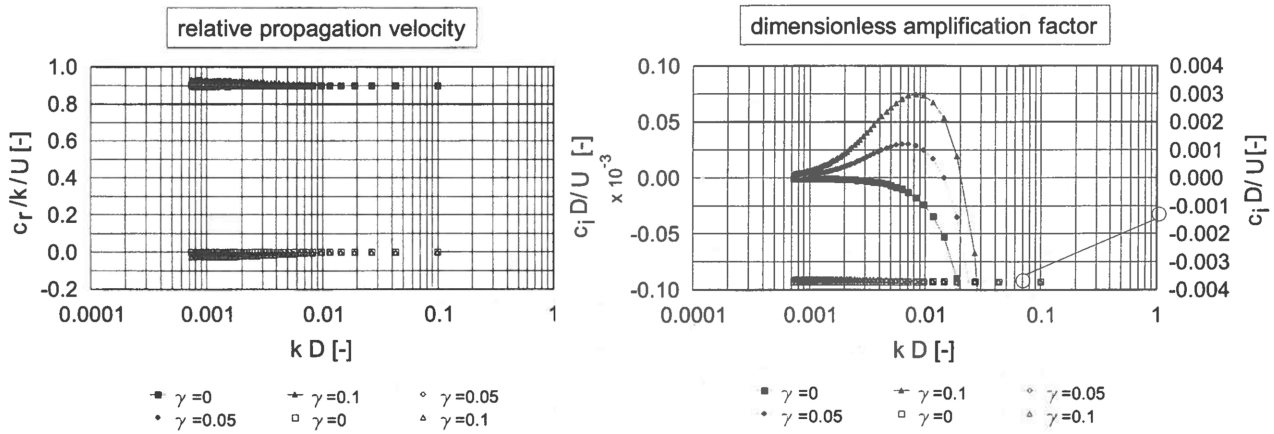 relative propagation velocity
cᵣ/k/U [-]
1.0
0.8
0.6
0.4
0.2
0.0
-0.2
0.0001
0.001
0.01
0.1
1
k D [-]
γ =0
γ =0.1
γ =0.05
γ =0.05
γ =0
γ =0.1
dimensionless amplification factor
cᵢ D/ U [-]
x 10⁻³
0.10
0.05
0.00
-0.05
-0.10
0.004
0.003
0.002
0.001
0.000
-0.001
-0.002
-0.003
-0.004
cᵢ D/ U [-]
0.0001
0.001
0.01
0.1
1
k D [-]
γ =0
γ =0.1
γ =0.05
γ =0.05
γ =0
γ =0.1